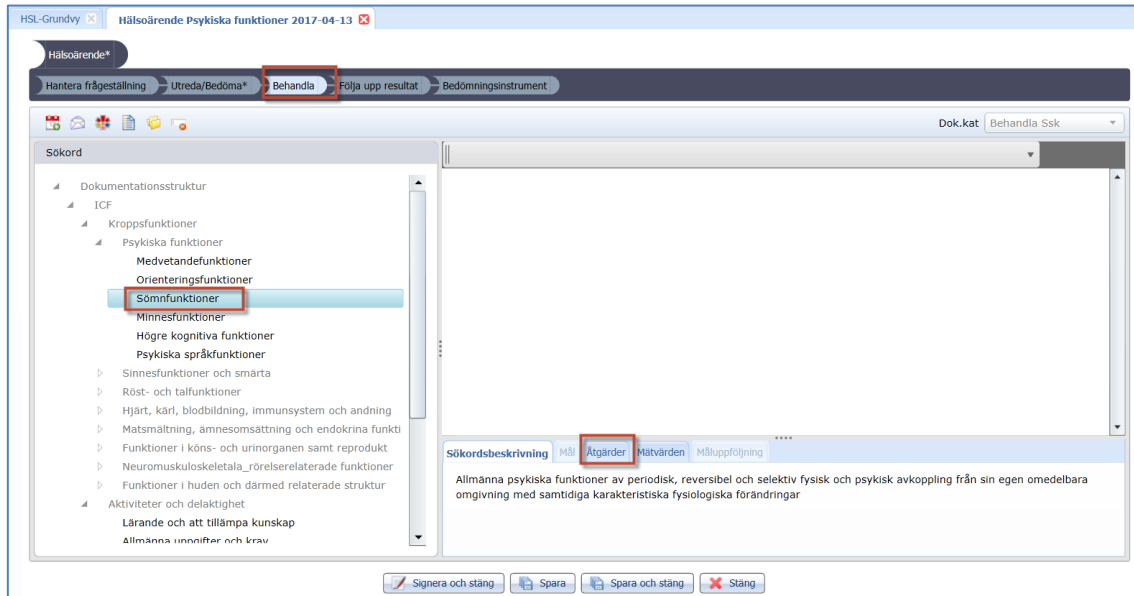 HSL-Grundvy
Hälsoärende Psykiska funktioner 2017-04-13
Hälsoärende*
Hantera frågeställning
Utreda/Bedöma*
Behandla
Följa upp resultat
Bedömningsinstrument
Dok.kat Behandla Ssk
Sökord
Dokumentationsstruktur
ICF
Kroppsfunktioner
Psykiska funktioner
Medvetandefunktioner
Orienteringsfunktioner
Sömnfunktioner
Minnesfunktioner
Högre kognitiva funktioner
Psykiska språkfunktioner
Sinnesfunktioner och smärta
Röst- och talfunktioner
Hjärt, kärl, blodbildning, immunsystem och andning
Matsmältning, ämnesomsättning och endokrina funkti
Funktioner i köns- och urinorganen samt reprodukt
Neuromuskuloskeletala_rörelserelaterade funktioner
Funktioner i huden och därmed relaterade struktur
Aktiviteter och delaktighet
Lärande och att tillämpa kunskap
Allmänna uppgifter och krav
Sökordsbeskrivning
Mål
Åtgärder
Mätvärden
Måluppföljning
Allmänna psykiska funktioner av periodisk, reversibel och selektiv fysisk och psykisk avkoppling från sin egen omedelbara
omgivning med samtidiga karakteristiska fysiologiska förändringar
Signera och stäng
Spara
Spara och stäng
Stäng